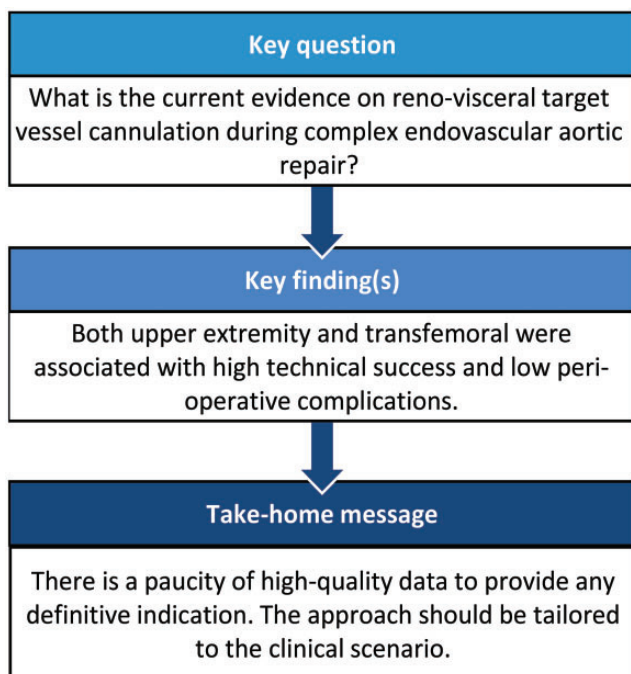 Key question
What is the current evidence on reno-visceral target
vessel cannulation during complex endovascular aortic
repair?
Key finding(s)
Both upper extremity and transfemoral were
associated with high technical success and low peri-
operative complications.
Take-home message
There is a paucity of high-quality data to provide any
definitive indication. The approach should be tailored
to the clinical scenario.